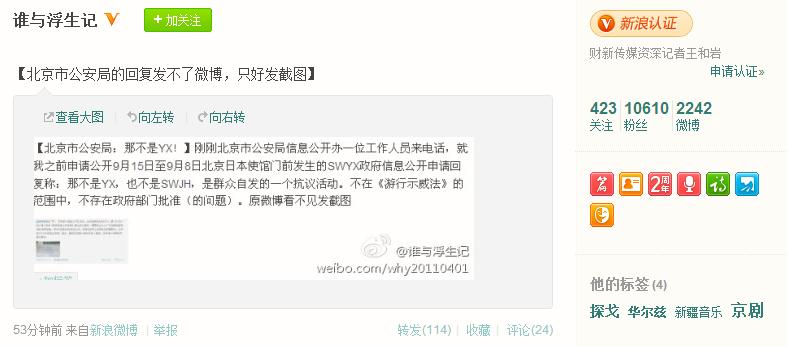 谁与浮生记
+ 加关注
【北京市公安局的回复发不了微博，只好发截图】
查看大图 向左转 向右转
【北京市公安局：那不是YX！】刚刚北京市公安局信息公开办一位工作人员来电话，就
我之前申请公开9月15日至9月8日北京日本使馆门前发生的SWYX政府信息公开申请回
复称：那不是YX，也不是SWJH，是群众自发的一个抗议活动。不在《游行示威法》的
范围中，不存在政府部门批准（的问题）。原微博看不见发截图
@谁与浮生记
weibo.com/why20110401
53分钟前 来自新浪微博 | 举报
转发(114) | 收藏 | 评论(24)
新浪认证
财新传媒资深记者王和岩
申请认证»
423 10610 2242
关注 粉丝 微博
2周年
他的标签(4)
探戈 华尔兹 新疆音乐 京剧